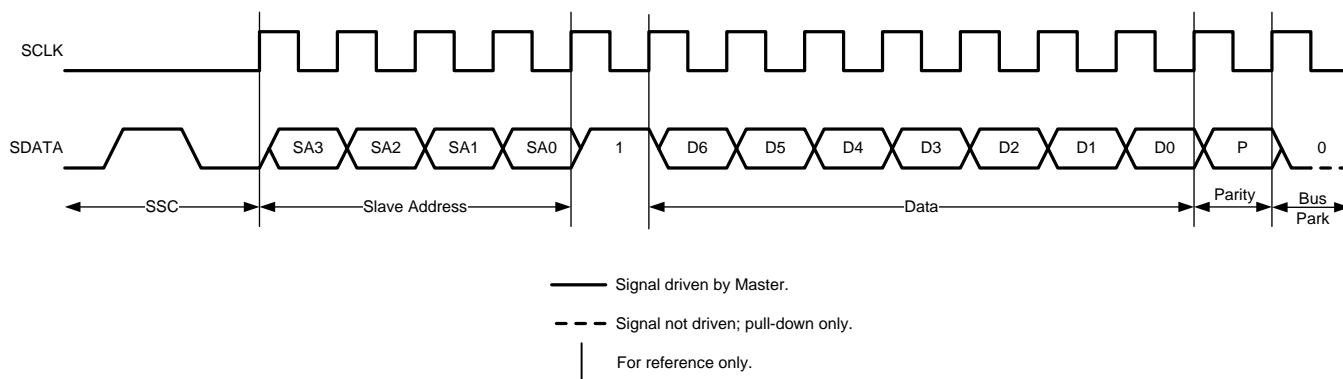 SCLK
SDATA
SA3 SA2 SA1 SA0 1 D6 D5 D4 D3 D2 D1 D0 P 0
SSC Slave Address Data Parity Bus
Park
Signal driven by Master.
Signal not driven; pull-down only.
For reference only.